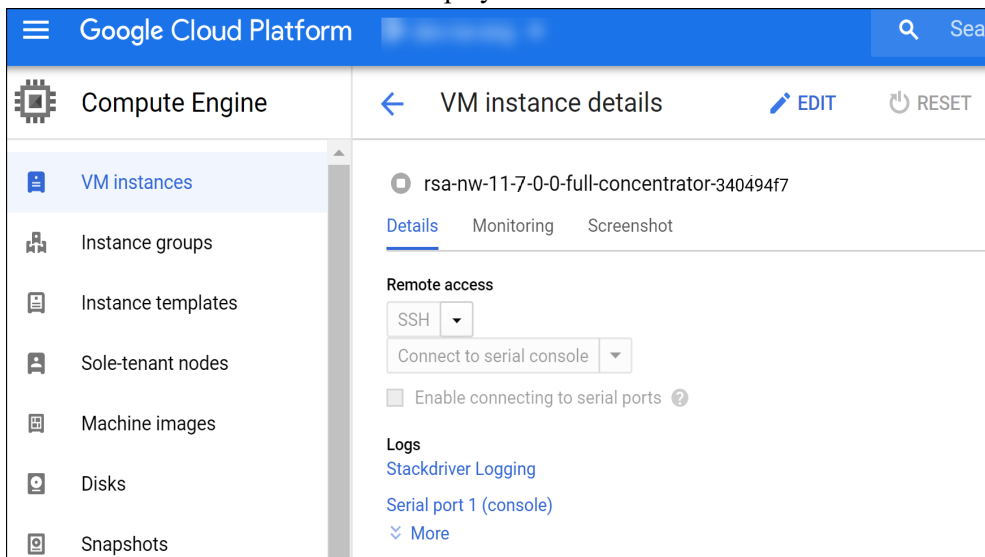 Google Cloud Platform
Sea
Compute Engine
VM instance details
EDIT
RESET
VM instances
Instance groups
Instance templates
Sole-tenant nodes
Machine images
Disks
Snapshots
rsa-nw-11-7-0-0-full-concentrator-340494f7
Details Monitoring Screenshot
Remote access
SSH
Connect to serial console
Enable connecting to serial ports ?
Logs
Stackdriver Logging
Serial port 1 (console)
More